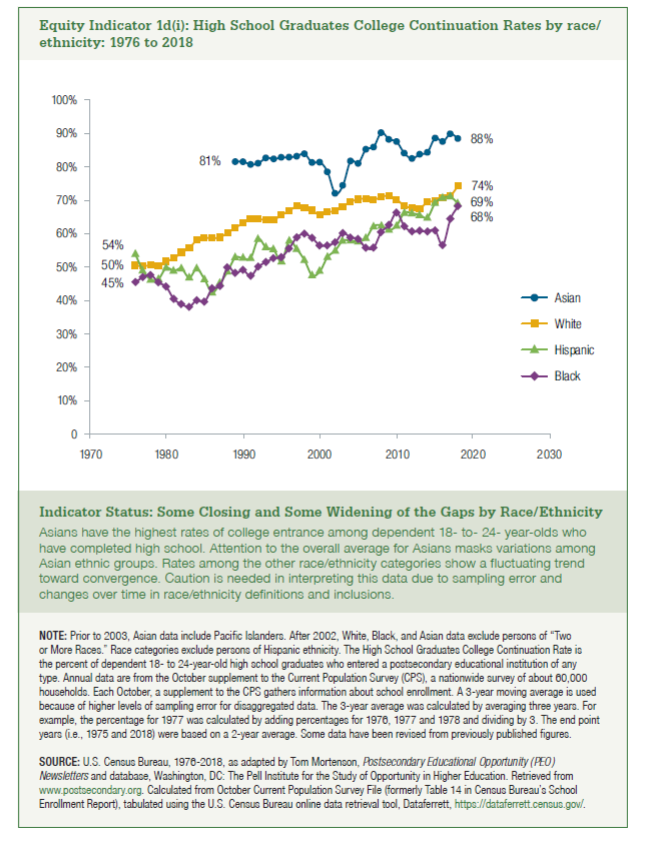 Equity Indicator 1d(i): High School Graduates College Continuation Rates by race/
ethnicity: 1976 to 2018
100%
90%
80%
70%
60%
50%
40%
30%
20%
10%
0
1970
1980
1990
2000
2010
2020
2030
54%
50%
45%
81%
88%
74%
69%
68%
Asian
White
Hispanic
Black
Indicator Status: Some Closing and Some Widening of the Gaps by Race/Ethnicity
Asians have the highest rates of college entrance among dependent 18- to- 24- year-olds who
have completed high school. Attention to the overall average for Asians masks variations among
Asian ethnic groups. Rates among the other race/ethnicity categories show a fluctuating trend
toward convergence. Caution is needed in interpreting this data due to sampling error and
changes over time in race/ethnicity definitions and inclusions.
NOTE: Prior to 2003, Asian data include Pacific Islanders. After 2002, White, Black, and Asian data exclude persons of "Two
or More Races." Race categories exclude persons of Hispanic ethnicity. The High School Graduates College Continuation Rate is
the percent of dependent 18- to 24-year-old high school graduates who entered a postsecondary educational institution of any
type. Annual data are from the October supplement to the Current Population Survey (CPS), a nationwide survey of about 60,000
households. Each October, a supplement to the CPS gathers information about school enrollment. A 3-year moving average is used
because of higher levels of sampling error for disaggregated data. The 3-year average was calculated by averaging three years. For
example, the percentage for 1977 was calculated by adding percentages for 1976, 1977 and 1978 and dividing by 3. The end point
years (i.e., 1975 and 2018) were based on a 2-year average. Some data have been revised from previously published figures.
SOURCE: U.S. Census Bureau, 1976-2018, as adapted by Tom Mortenson, Postsecondary Educational Opportunity (PEO)
Newsletters and database, Washington, DC: The Pell Institute for the Study of Opportunity in Higher Education. Retrieved from
www.postsecondary.org. Calculated from October Current Population Survey File (formerly Table 14 in Census Bureau's School
Enrollment Report), tabulated using the U.S. Census Bureau online data retrieval tool, Dataferrett, https://dataferrett.census.gov/.